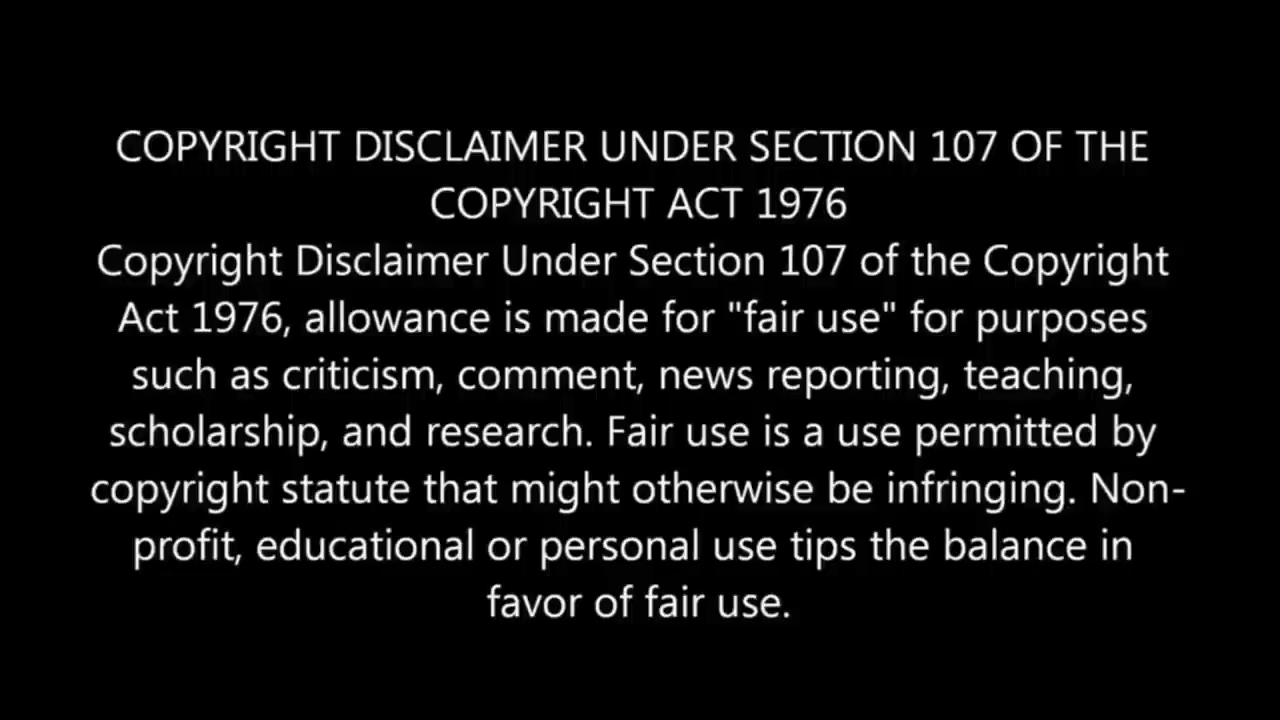 COPYRIGHT DISCLAIMER UNDER SECTION 107 OF THE
COPYRIGHT ACT 1976
Copyright Disclaimer Under Section 107 of the Copyright
Act 1976, allowance is made for "fair use" for purposes
such as criticism, comment, news reporting, teaching,
scholarship, and research. Fair use is a use permitted by
copyright statute that might otherwise be infringing. Non-
profit, educational or personal use tips the balance in
favor of fair use.